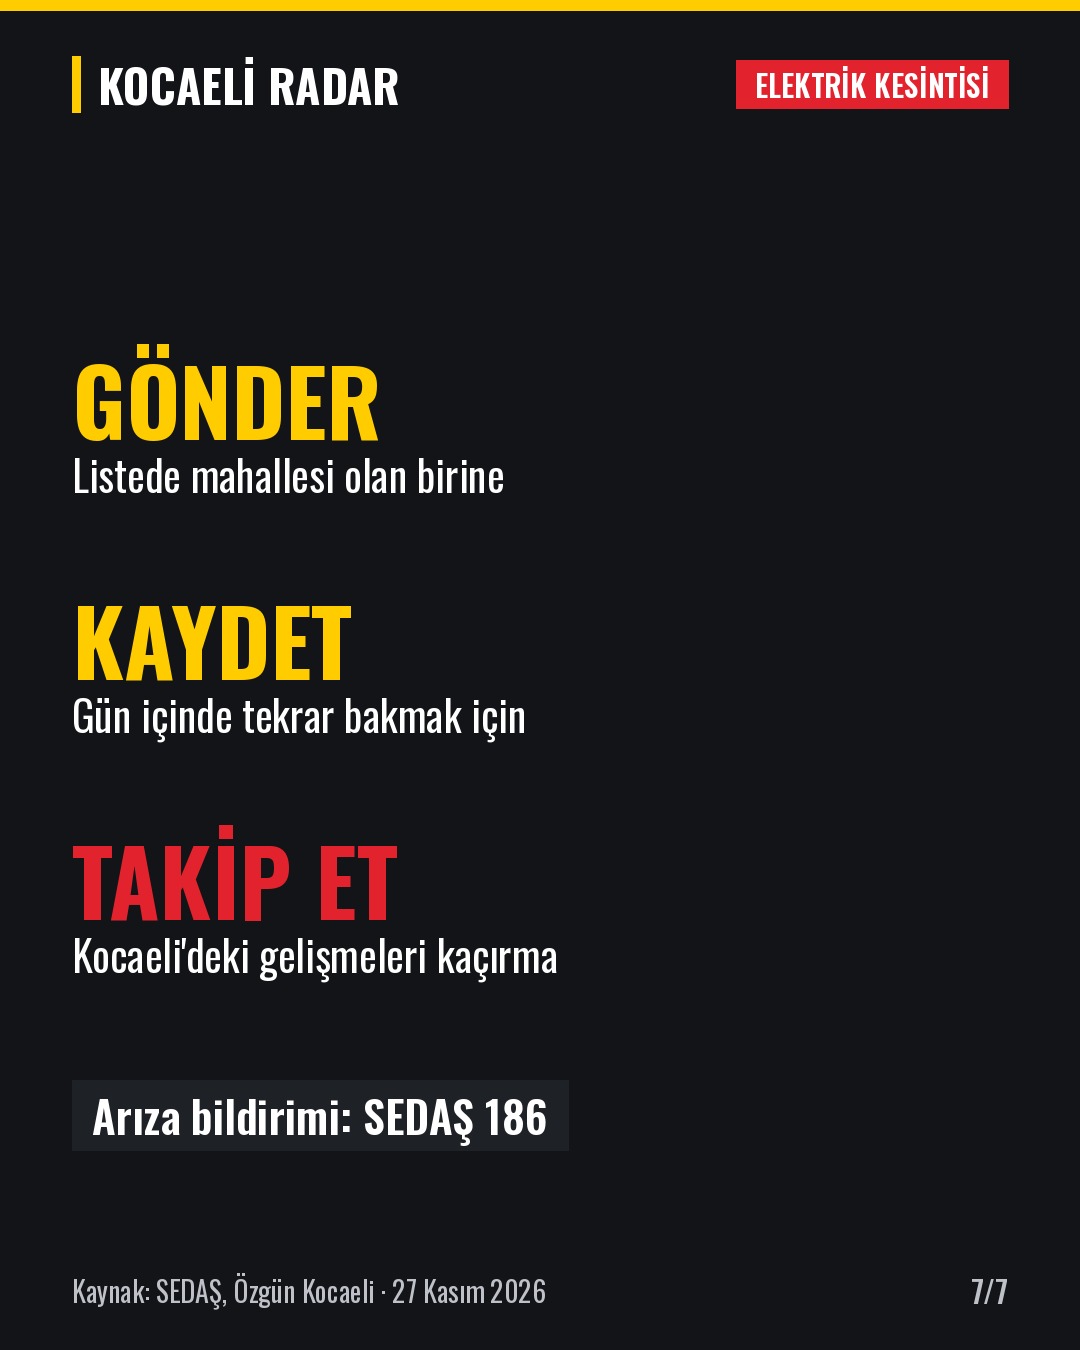 KOCAELİ RADAR
ELEKTRİK KESİNTİSİ
GÖNDER
Listede mahallesi olan birine
KAYDET
Gün içinde tekrar bakmak için
TAKİP ET
Kocaeli'deki gelişmeleri kaçırma
Arıza bildirimi: SEDAŞ 186
Kaynak: SEDAŞ, Özgün Kocaeli · 27 Kasım 2026
7/7